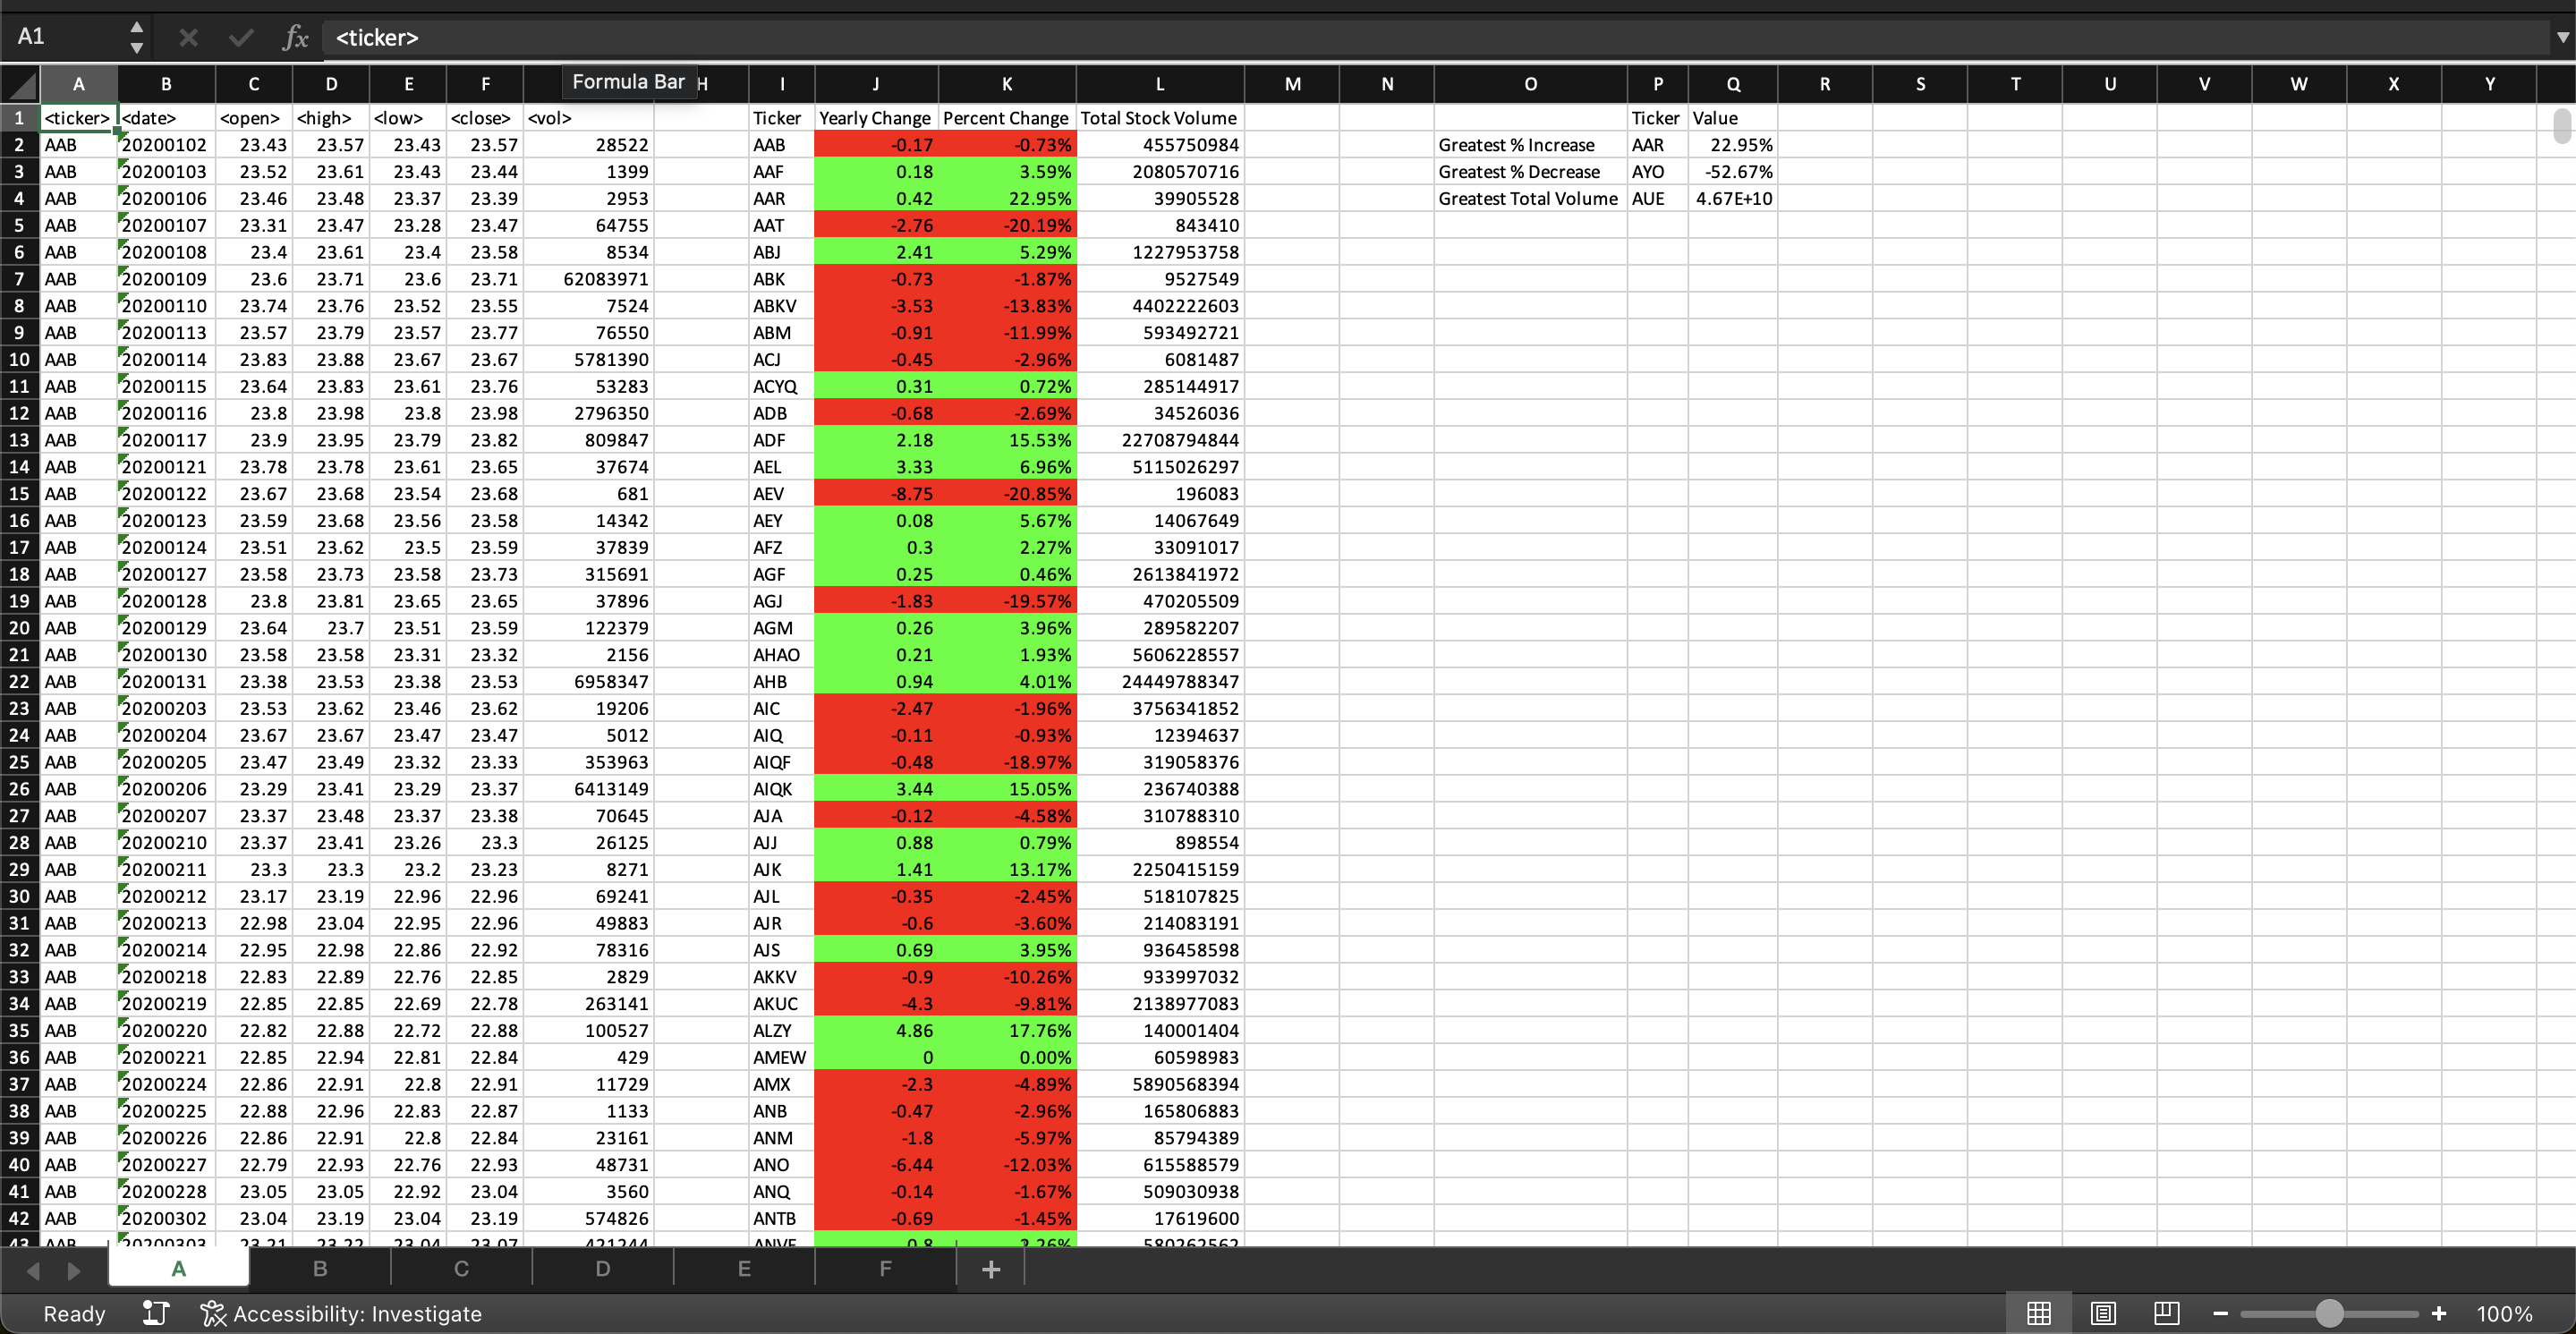 A1 fx <ticker>
A B C D E F Formula Bar H I J K L M N O P Q R S T U V W X Y
1 <ticker> <date> <open> <high> <low> <close> <vol> Ticker Yearly Change Percent Change Total Stock Volume Ticker Value
2 AAB 20200102 23.43 23.57 23.43 23.57 28522 AAB -0.17 -0.73% 455750984 Greatest % Increase AAR 22.95%
3 AAB 20200103 23.52 23.61 23.43 23.44 1399 AAF 0.18 3.59% 2080570716 Greatest % Decrease AYO -52.67%
4 AAB 20200106 23.46 23.48 23.37 23.39 2953 AAR 0.42 22.95% 39905528 Greatest Total Volume AUE 4.67E+10
5 AAB 20200107 23.31 23.47 23.28 23.47 64755 AAT -2.76 -20.19% 843410
6 AAB 20200108 23.4 23.61 23.4 23.58 8534 ABJ 2.41 5.29% 1227953758
7 AAB 20200109 23.6 23.71 23.6 23.71 62083971 ABK -0.73 -1.87% 9527549
8 AAB 20200110 23.74 23.76 23.52 23.55 7524 ABKV -3.53 -13.83% 4402222603
9 AAB 20200113 23.57 23.79 23.57 23.77 76550 ABM -0.91 -11.99% 593492721
10 AAB 20200114 23.83 23.88 23.67 23.67 5781390 ACJ -0.45 -2.96% 6081487
11 AAB 20200115 23.64 23.83 23.61 23.76 53283 ACYQ 0.31 0.72% 285144917
12 AAB 20200116 23.8 23.98 23.8 23.98 2796350 ADB -0.68 -2.69% 34526036
13 AAB 20200117 23.9 23.95 23.79 23.82 809847 ADF 2.18 15.53% 22708794844
14 AAB 20200121 23.78 23.78 23.61 23.65 37674 AEL 3.33 6.96% 5115026297
15 AAB 20200122 23.67 23.68 23.54 23.68 681 AEV -8.75 -20.85% 196083
16 AAB 20200123 23.59 23.68 23.56 23.58 14342 AEY 0.08 5.67% 14067649
17 AAB 20200124 23.51 23.62 23.5 23.59 37839 AFZ 0.3 2.27% 33091017
18 AAB 20200127 23.58 23.73 23.58 23.73 315691 AGF 0.25 0.46% 2613841972
19 AAB 20200128 23.8 23.81 23.65 23.65 37896 AGJ -1.83 -19.57% 470205509
20 AAB 20200129 23.64 23.7 23.51 23.59 122379 AGM 0.26 3.96% 289582207
21 AAB 20200130 23.58 23.58 23.31 23.32 2156 AHAO 0.21 1.93% 5606228557
22 AAB 20200131 23.38 23.53 23.38 23.53 6958347 AHB 0.94 4.01% 24449788347
23 AAB 20200203 23.53 23.62 23.46 23.62 19206 AIC -2.47 -1.96% 3756341852
24 AAB 20200204 23.67 23.67 23.47 23.47 5012 AIQ -0.11 -0.93% 12394637
25 AAB 20200205 23.47 23.49 23.32 23.33 353963 AIQF -0.48 -18.97% 319058376
26 AAB 20200206 23.29 23.41 23.29 23.37 6413149 AIQK 3.44 15.05% 236740388
27 AAB 20200207 23.37 23.48 23.37 23.38 70645 AJA -0.12 -4.58% 310788310
28 AAB 20200210 23.37 23.41 23.26 23.3 26125 AJJ 0.88 0.79% 898554
29 AAB 20200211 23.3 23.3 23.2 23.23 8271 AJK 1.41 13.17% 2250415159
30 AAB 20200212 23.17 23.19 22.96 22.96 69241 AJL -0.35 -2.45% 518107825
31 AAB 20200213 22.98 23.04 22.95 22.96 49883 AJR -0.6 -3.60% 214083191
32 AAB 20200214 22.95 22.98 22.86 22.92 78316 AJS 0.69 3.95% 936458598
33 AAB 20200218 22.83 22.89 22.76 22.85 2829 AKKV -0.9 -10.26% 933997032
34 AAB 20200219 22.85 22.85 22.69 22.78 263141 AKUC -4.3 -9.81% 2138977083
35 AAB 20200220 22.82 22.88 22.72 22.88 100527 ALZY 4.86 17.76% 140001404
36 AAB 20200221 22.85 22.94 22.81 22.84 429 AMEW 0 0.00% 60598983
37 AAB 20200224 22.86 22.91 22.8 22.91 11729 AMX -2.3 -4.89% 5890568394
38 AAB 20200225 22.88 22.96 22.83 22.87 1133 ANB -0.47 -2.96% 165806883
39 AAB 20200226 22.86 22.91 22.8 22.84 23161 ANM -1.8 -5.97% 85794389
40 AAB 20200227 22.79 22.93 22.76 22.93 48731 ANO -6.44 -12.03% 615588579
41 AAB 20200228 23.05 23.05 22.92 23.04 3560 ANQ -0.14 -1.67% 509030938
42 AAB 20200302 23.04 23.19 23.04 23.19 574826 ANTB -0.69 -1.45% 17619600
43 AAB 20200303 23.21 23.22 23.04 23.07 421244 0.8 2.26% 580262562
A B C D E F +
Ready Accessibility: Investigate 100%